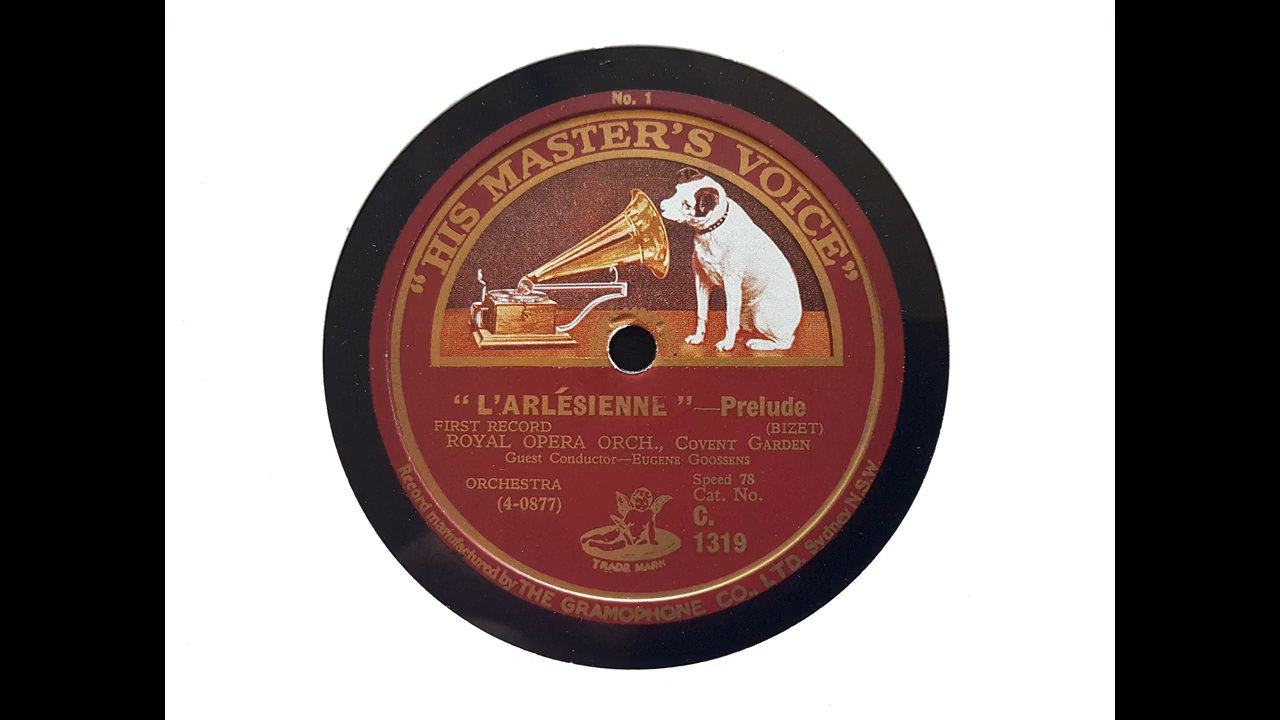 No. 1
“HIS MASTER'S VOICE”
“L'ARLÉSIENNE”—Prelude
FIRST RECORD (BIZET)
ROYAL OPERA ORCH., COVENT GARDEN
Guest Conductor—EUGENE GOOSSENS
ORCHESTRA Speed 78
(4-0877) Cat. No.
C.
1319
TRADE MARK
Record manufactured by THE GRAMOPHONE CO., LTD. Sydney N.S.W.